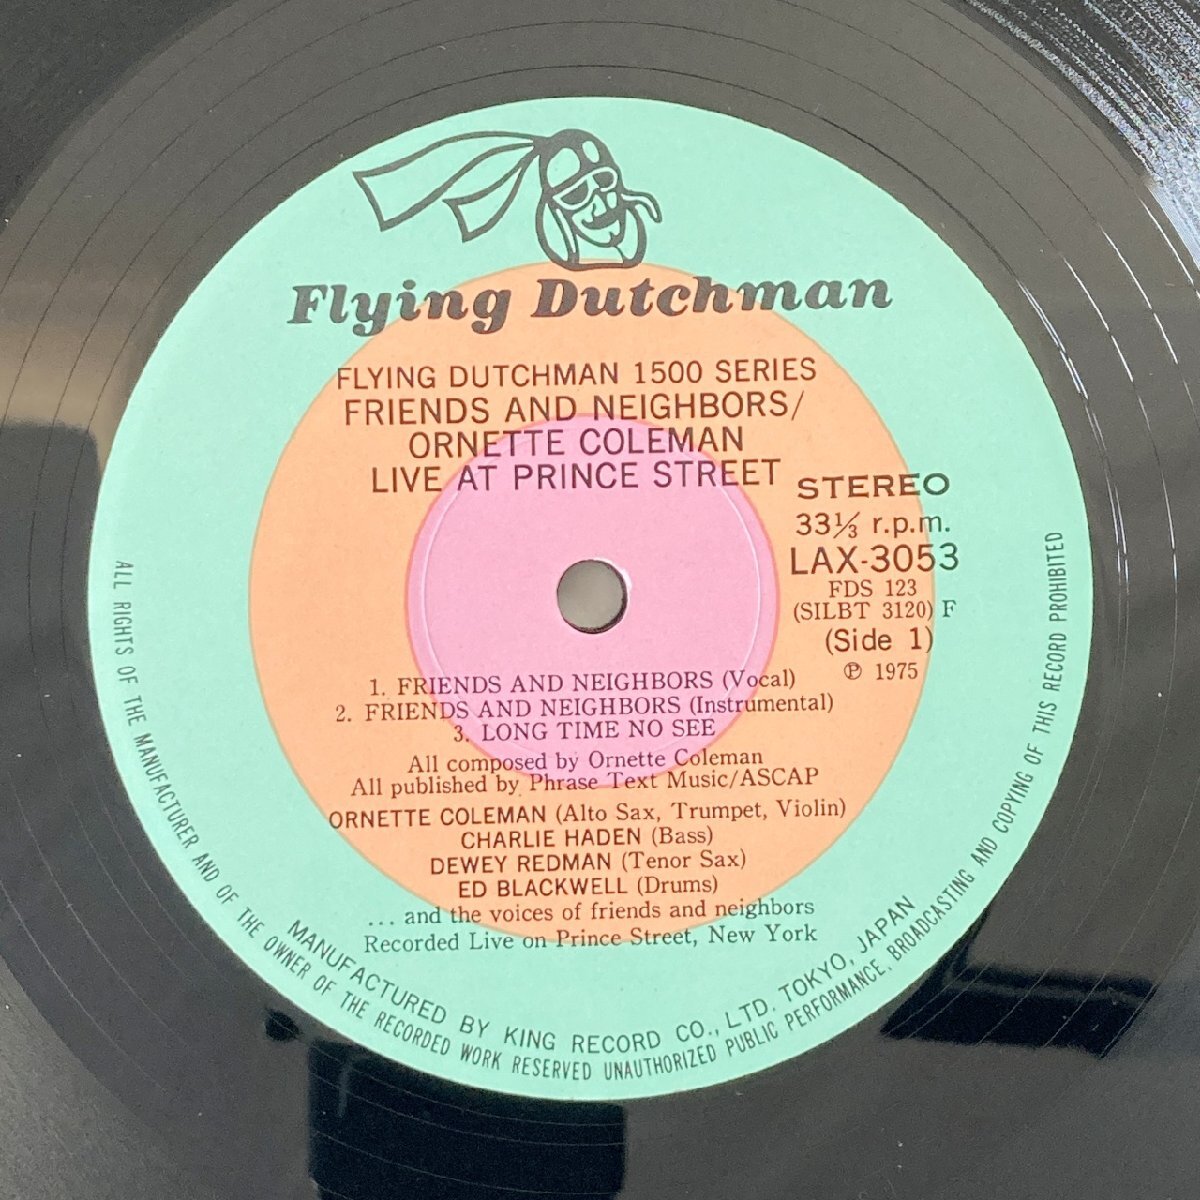 Flying Dutchman
FLYING DUTCHMAN 1500 SERIES
FRIENDS AND NEIGHBORS/
ORNETTE COLEMAN
LIVE AT PRINCE STREET
STEREO
33⅓ r.p.m.
LAX-3053
FDS 123
(SILBT 3120) F
(Side 1)
℗ 1975
1. FRIENDS AND NEIGHBORS (Vocal)
2. FRIENDS AND NEIGHBORS (Instrumental)
3. LONG TIME NO SEE
All composed by Ornette Coleman
All published by Phrase Text Music/ASCAP
ORNETTE COLEMAN (Alto Sax, Trumpet, Violin)
CHARLIE HADEN (Bass)
DEWEY REDMAN (Tenor Sax)
ED BLACKWELL (Drums)
... and the voices of friends and neighbors
Recorded Live on Prince Street, New York
MANUFACTURED BY KING RECORD CO., LTD. TOKYO, JAPAN
ALL RIGHTS OF THE MANUFACTURER AND OF THE OWNER OF THE RECORDED WORK RESERVED UNAUTHORIZED PUBLIC PERFORMANCE, BROADCASTING AND COPYING OF THIS RECORD PROHIBITED